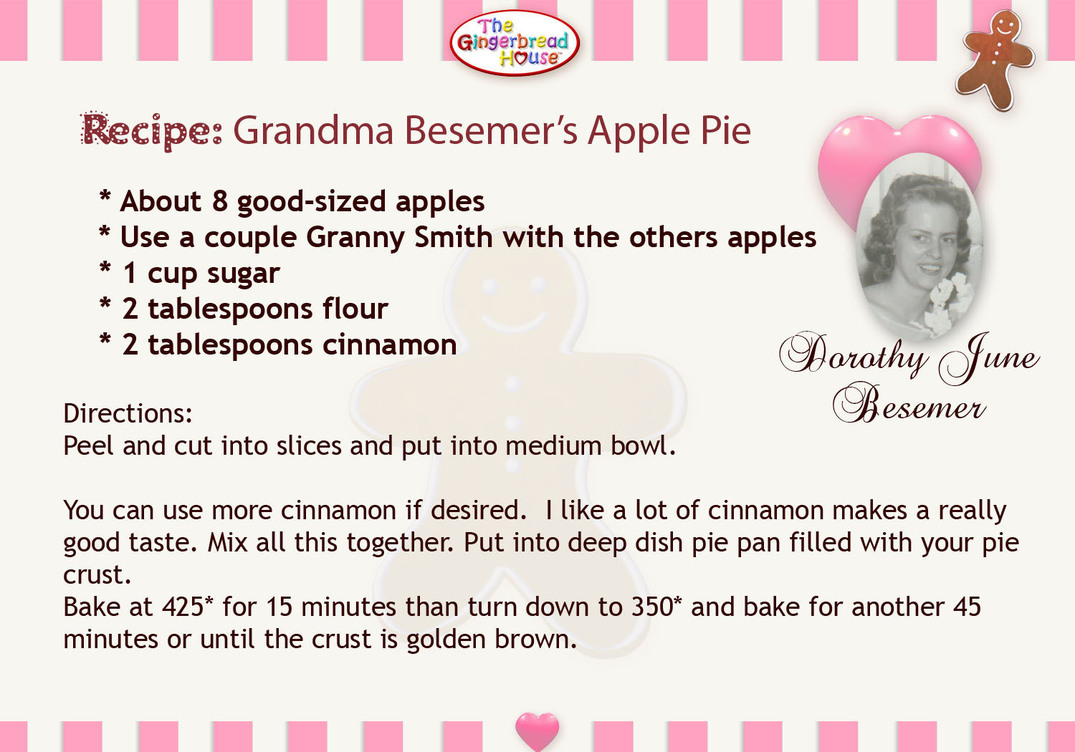 The
Gingerbread
House
Recipe: Grandma Besemer's Apple Pie
* About 8 good-sized apples
* Use a couple Granny Smith with the others apples
* 1 cup sugar
* 2 tablespoons flour
* 2 tablespoons cinnamon
Dorothy June
Besemer
Directions:
Peel and cut into slices and put into medium bowl.
You can use more cinnamon if desired.  I like a lot of cinnamon makes a really
good taste. Mix all this together. Put into deep dish pie pan filled with your pie
crust.
Bake at 425* for 15 minutes than turn down to 350* and bake for another 45
minutes or until the crust is golden brown.